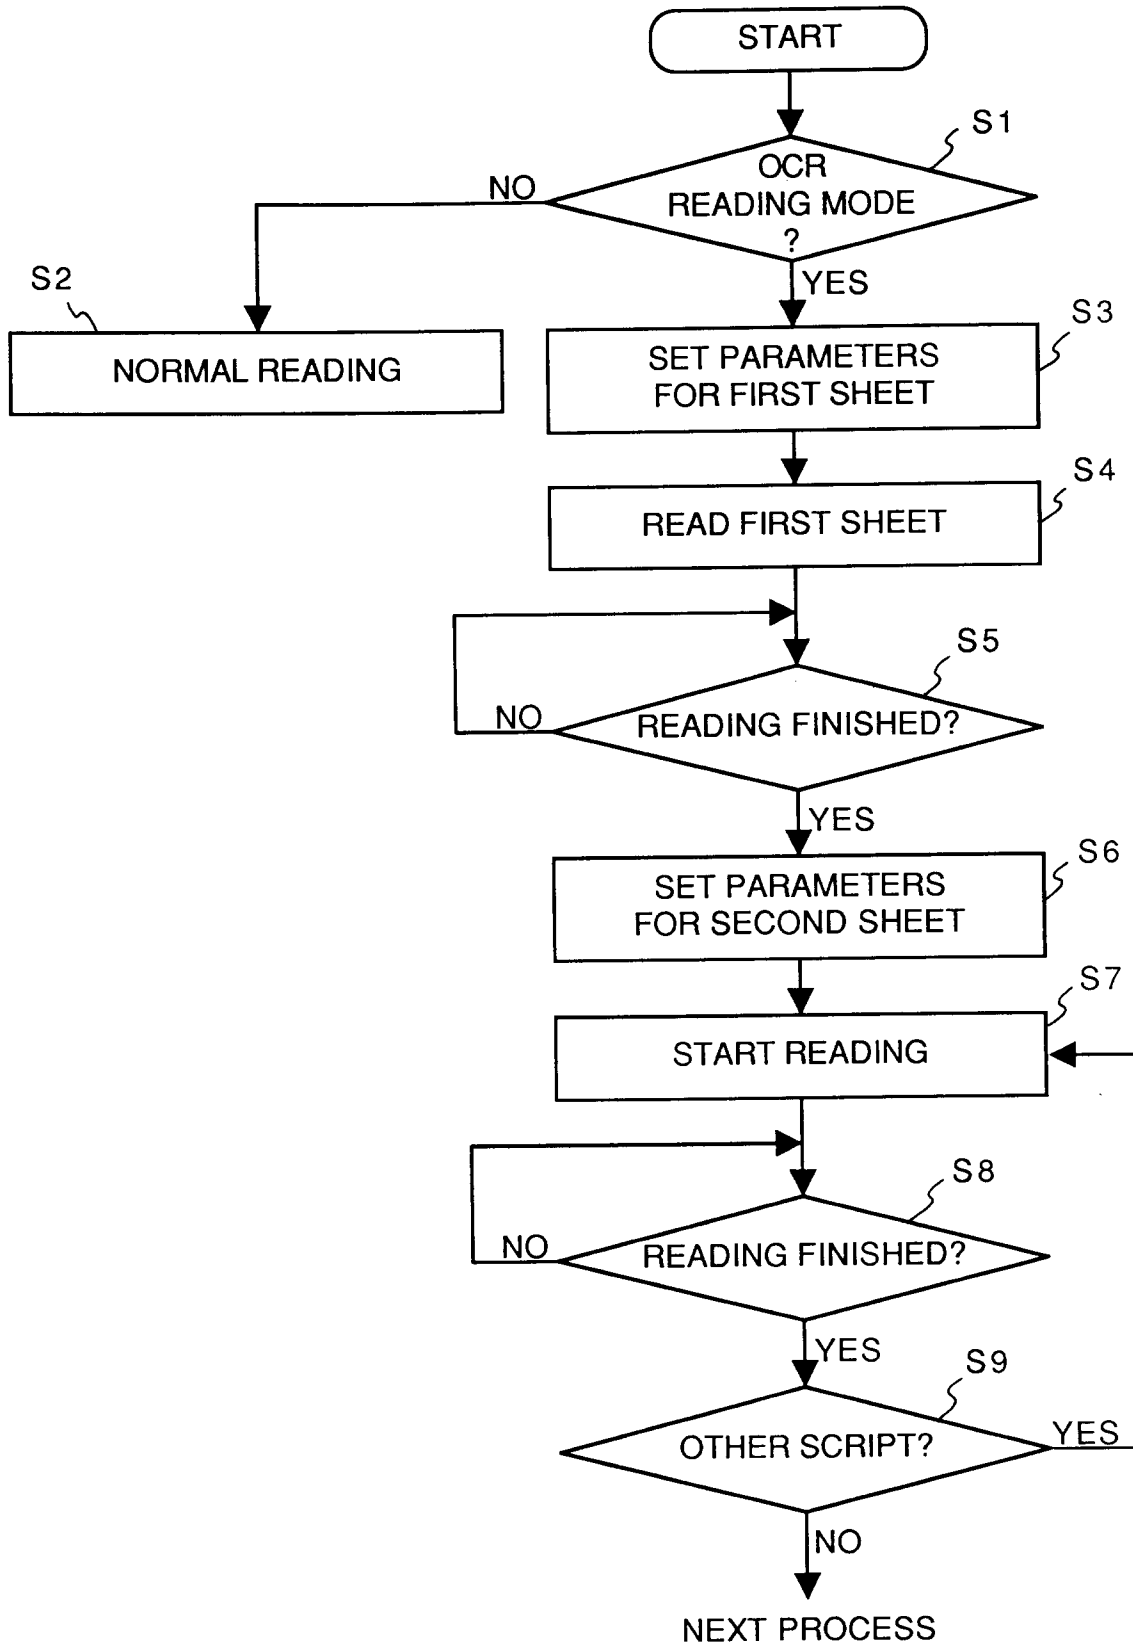 START
S1
OCR
READING MODE
?
NO
YES
S2
NORMAL READING
S3
SET PARAMETERS
FOR FIRST SHEET
S4
READ FIRST SHEET
S5
READING FINISHED?
NO
YES
S6
SET PARAMETERS
FOR SECOND SHEET
S7
START READING
S8
READING FINISHED?
NO
YES
S9
OTHER SCRIPT?
YES
NO
NEXT PROCESS